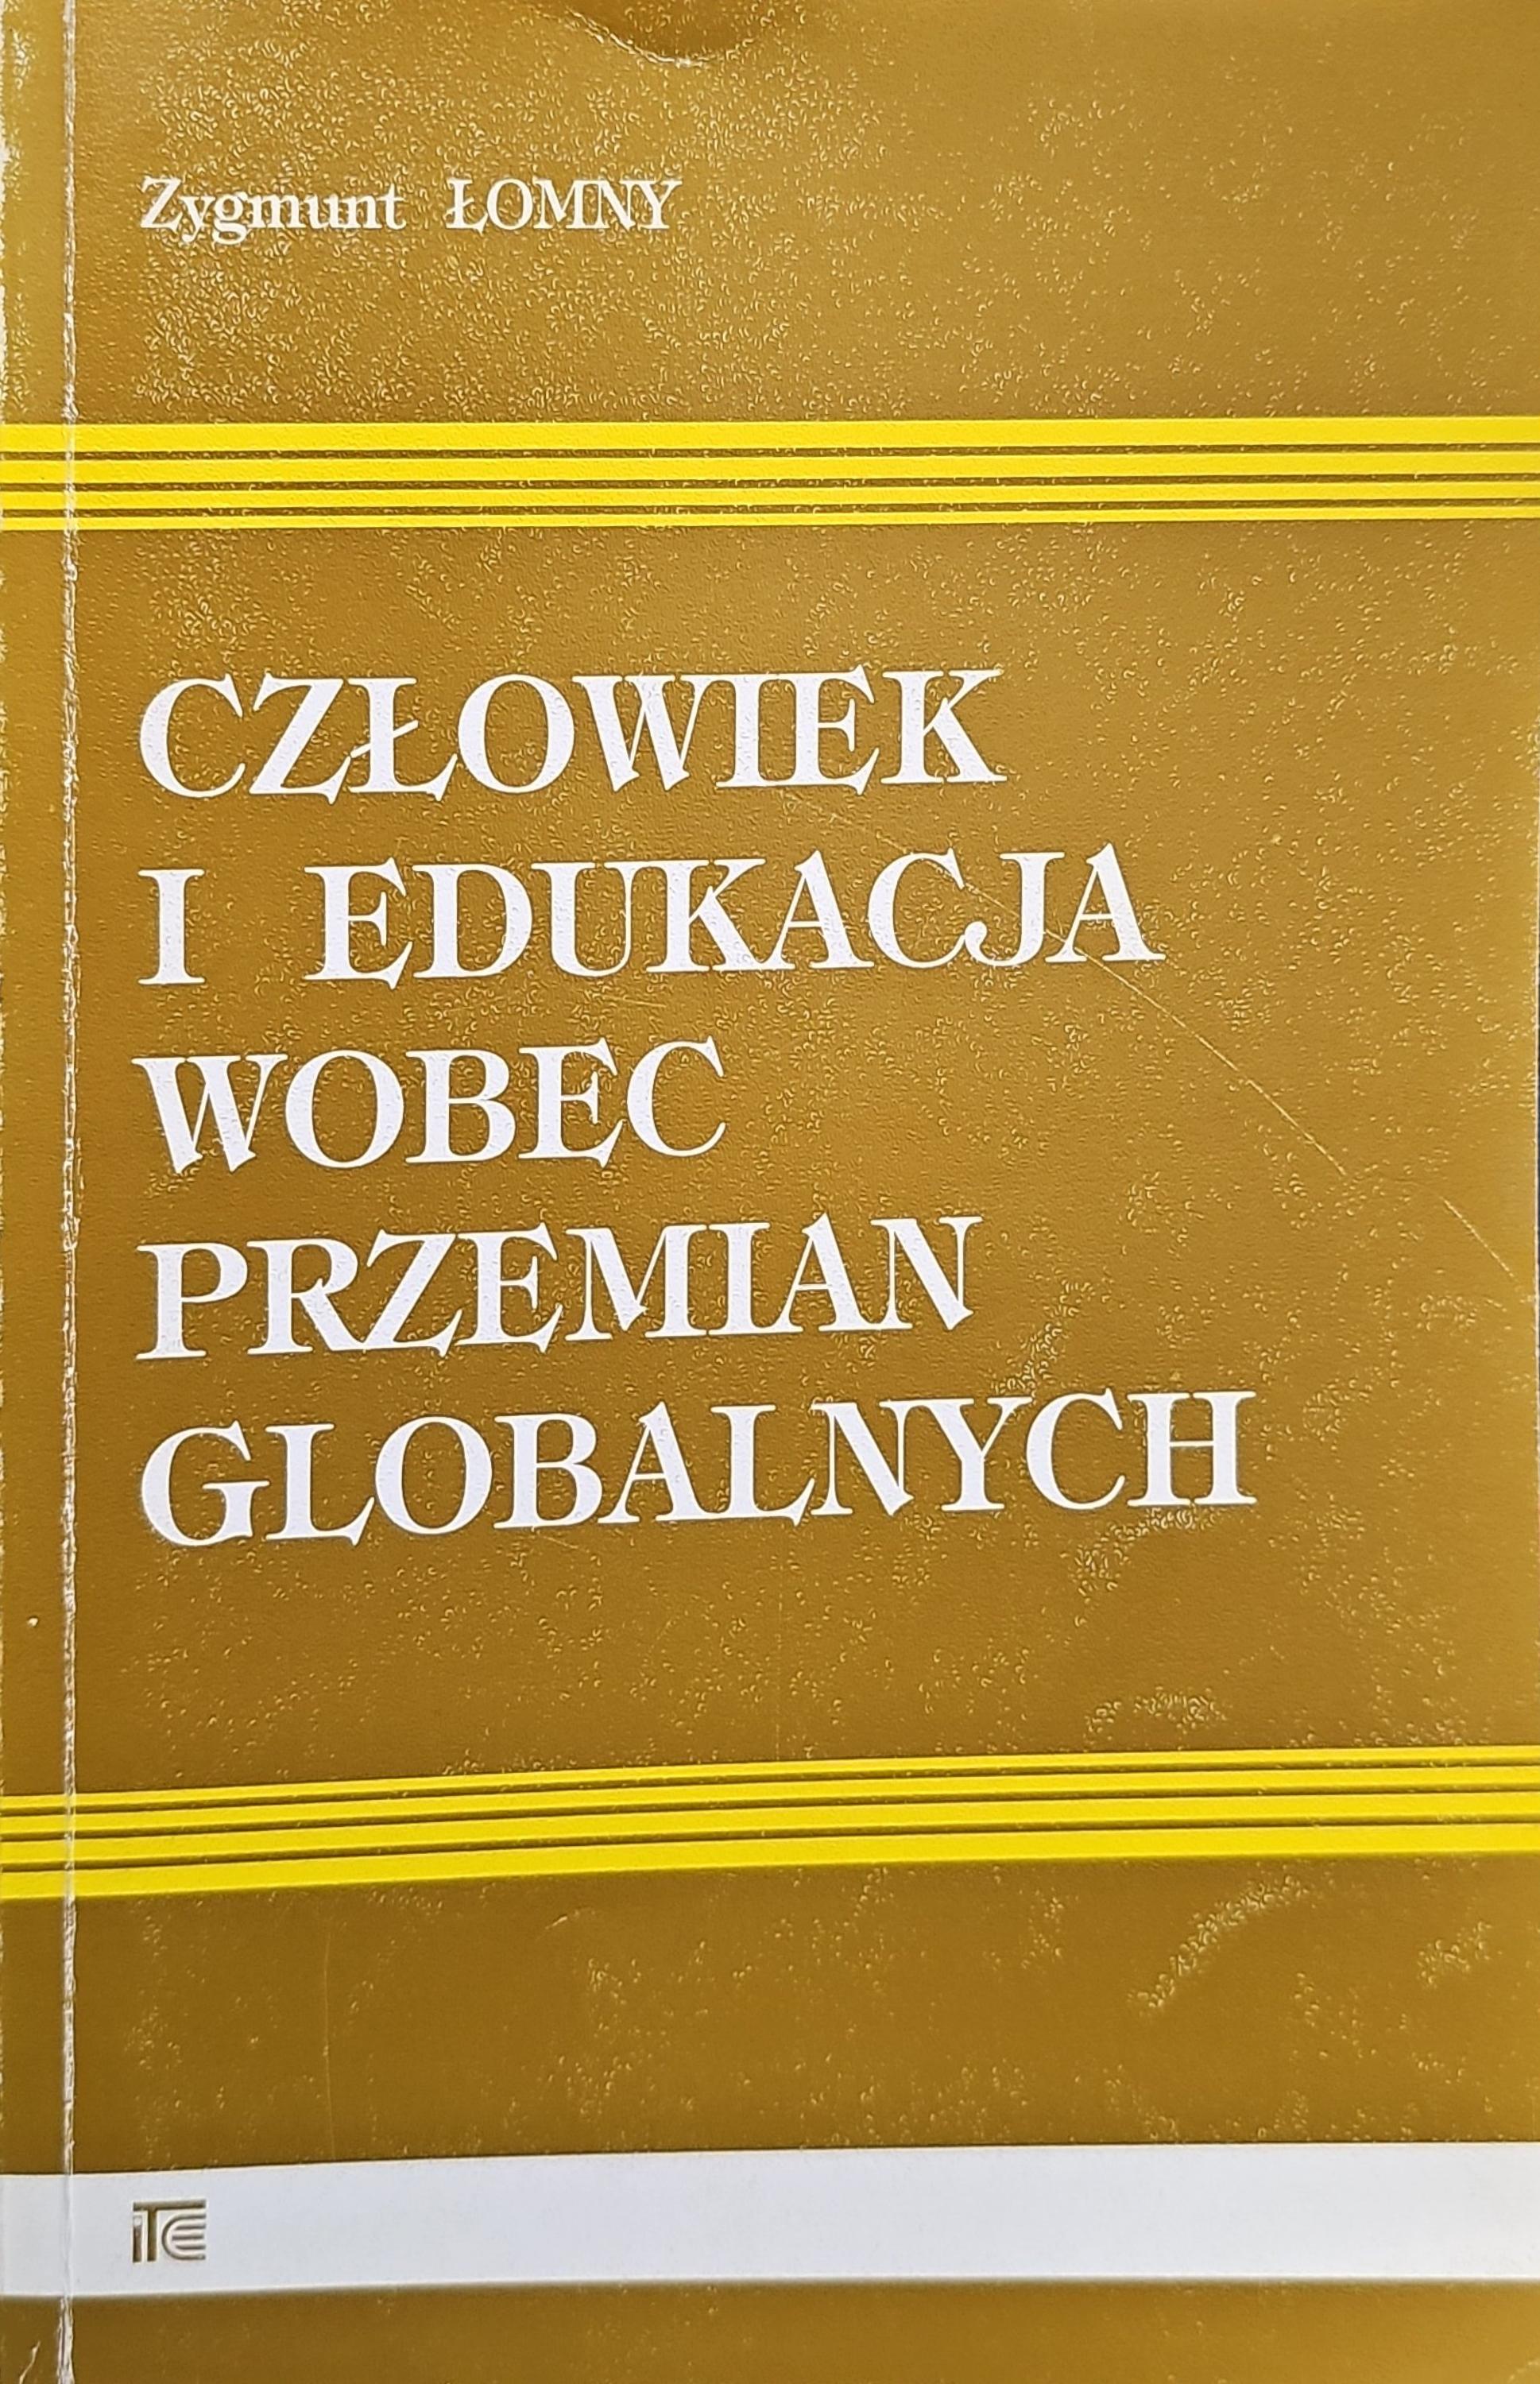 Zygmunt ŁOMNY
CZŁOWIEK
I EDUKACJA
WOBEC
PRZEMIAN
GLOBALNYCH
ITE